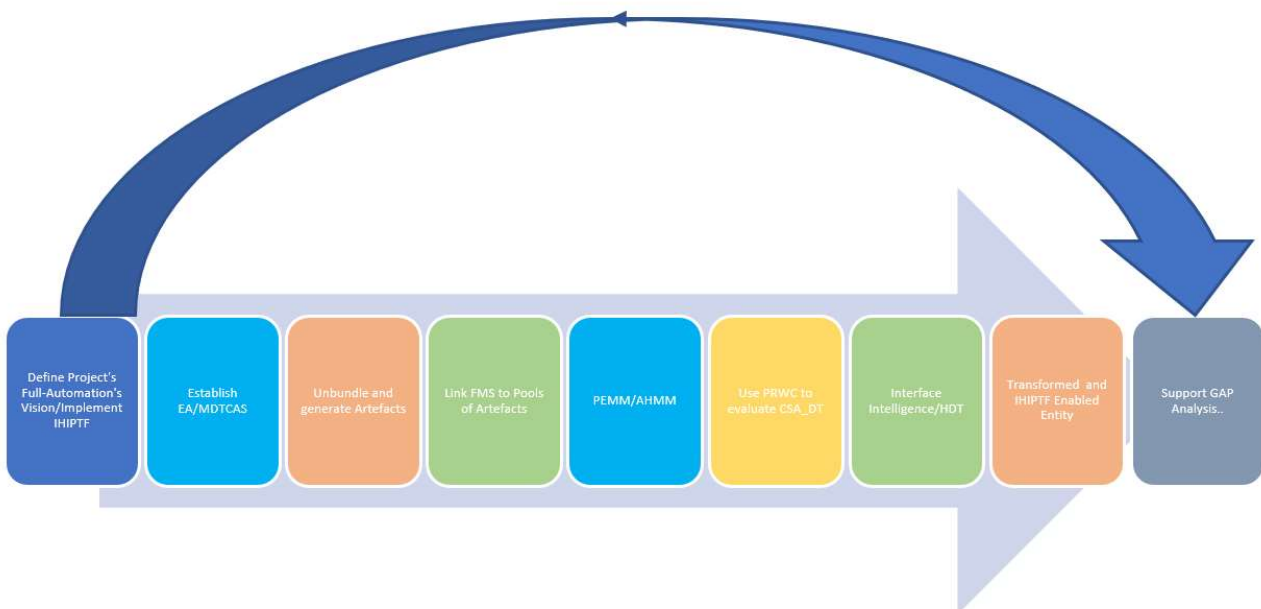 Define Project's
Full-Automation's
Vision/Implement
IHIPTF
Establish
EA/MDTCAS
Unbundle and
generate Artefacts
Link FMS to Pools
of Artefacts
PEMM/AHMM
Use PRWC to
evaluate CSA_DT
Interface
Intelligence/HDT
Transformed and
IHIPTF Enabled
Entity
Support GAP
Analysis..